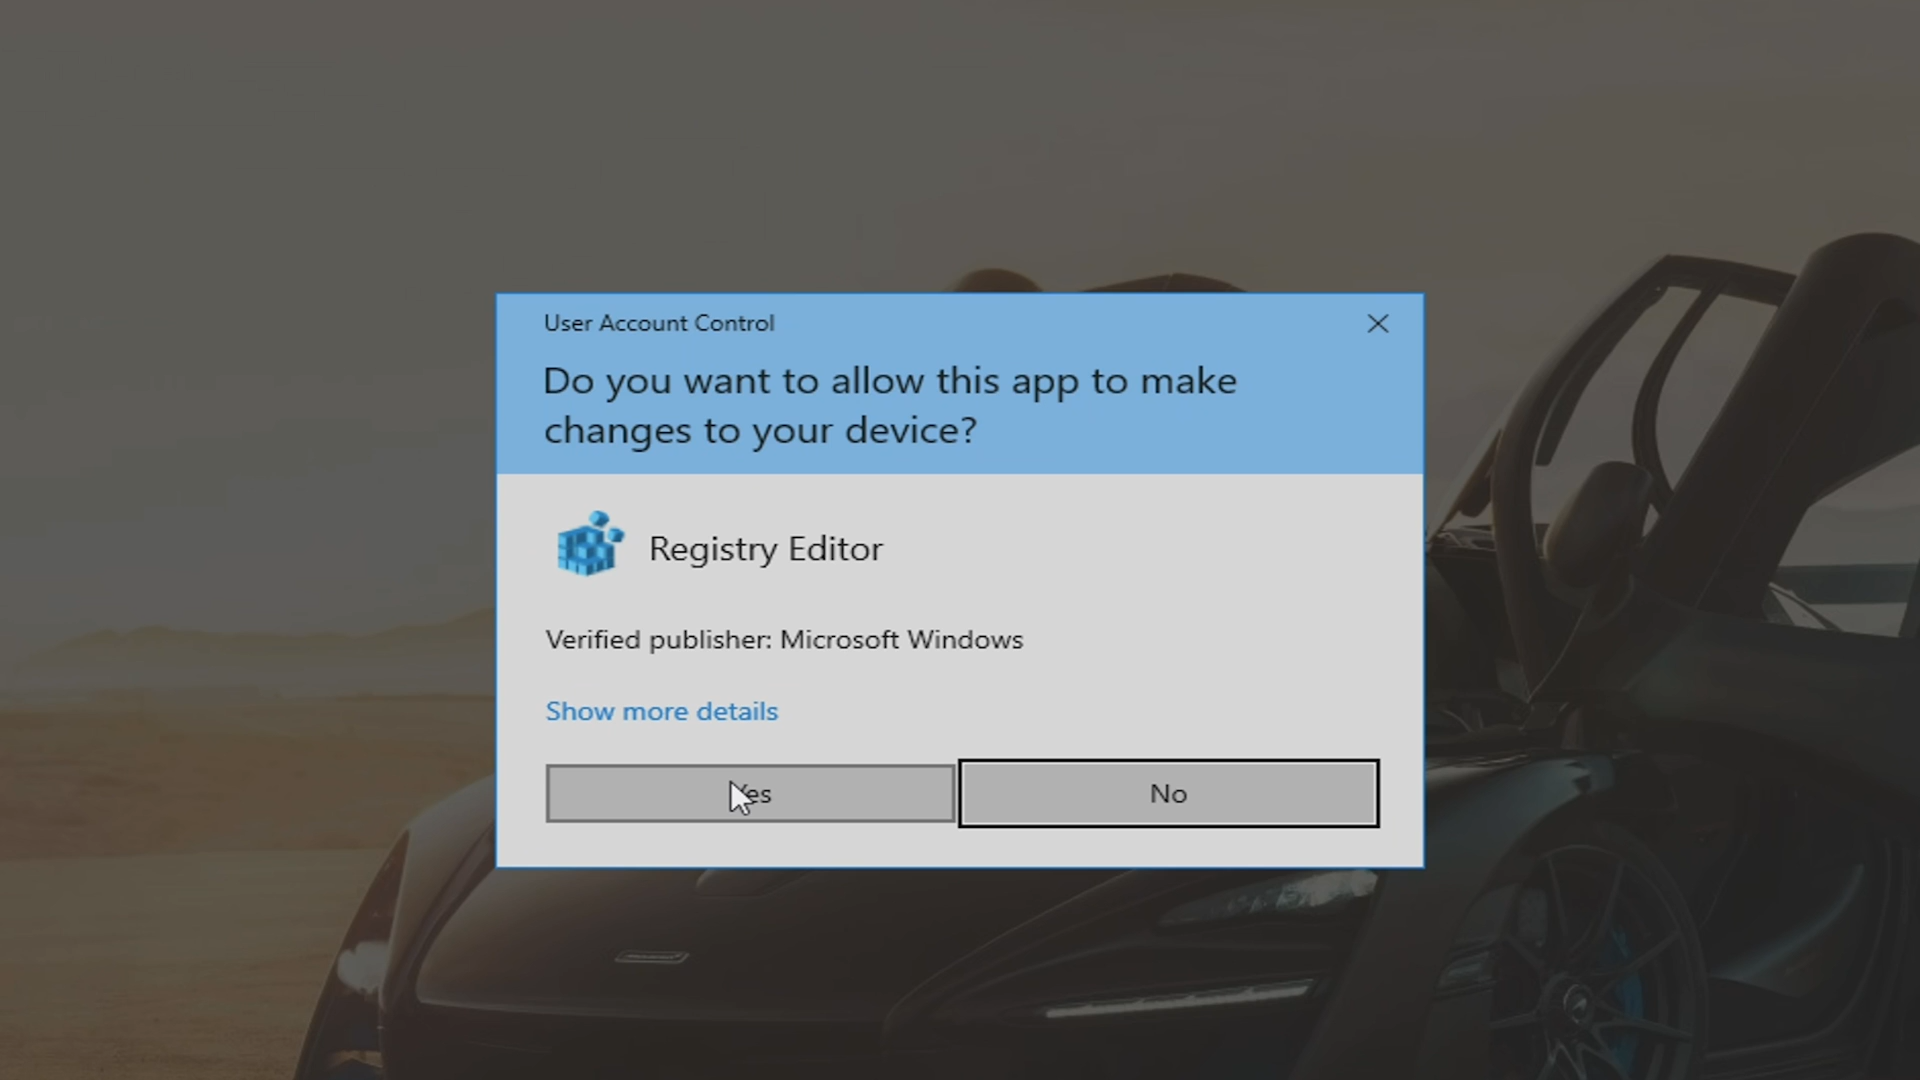 User Account Control
Do you want to allow this app to make
changes to your device?
Registry Editor
Verified publisher: Microsoft Windows
Show more details
Yes
No